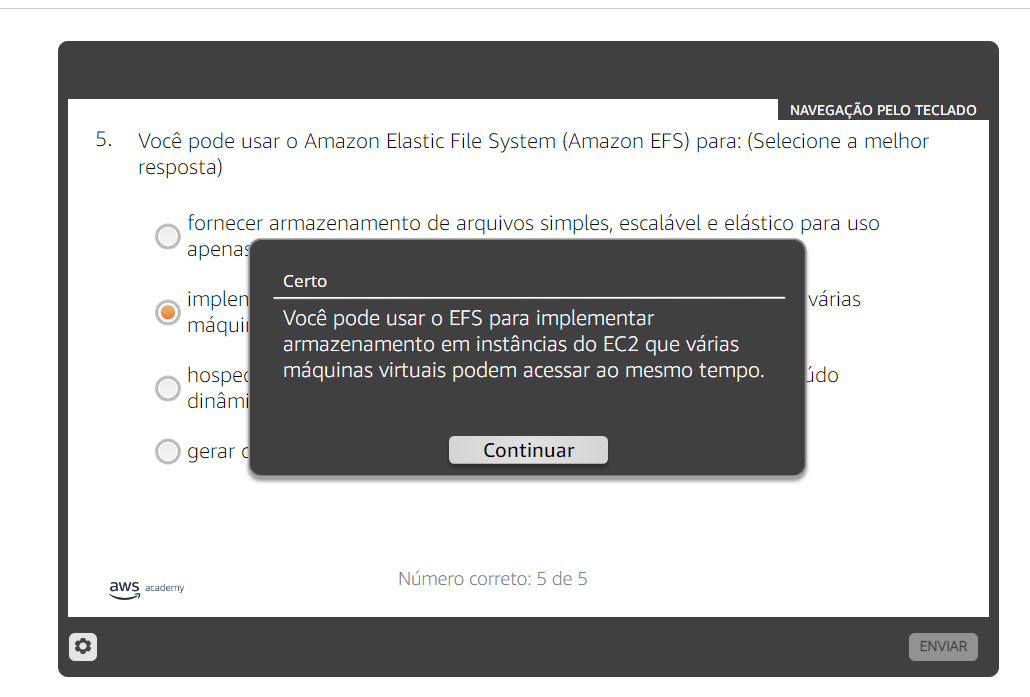 NAVEGAÇÃO PELO TECLADO
5. Você pode usar o Amazon Elastic File System (Amazon EFS) para: (Selecione a melhor
resposta)
fornecer armazenamento de arquivos simples, escalável e elástico para uso
várias
gerar
Certo
Você pode usar o EFS para implementar
armazenamento em instâncias do EC2 que várias
máquinas virtuais podem acessar ao mesmo tempo.
Continuar
Número correto: 5 de 5
aws academy
ENVIAR